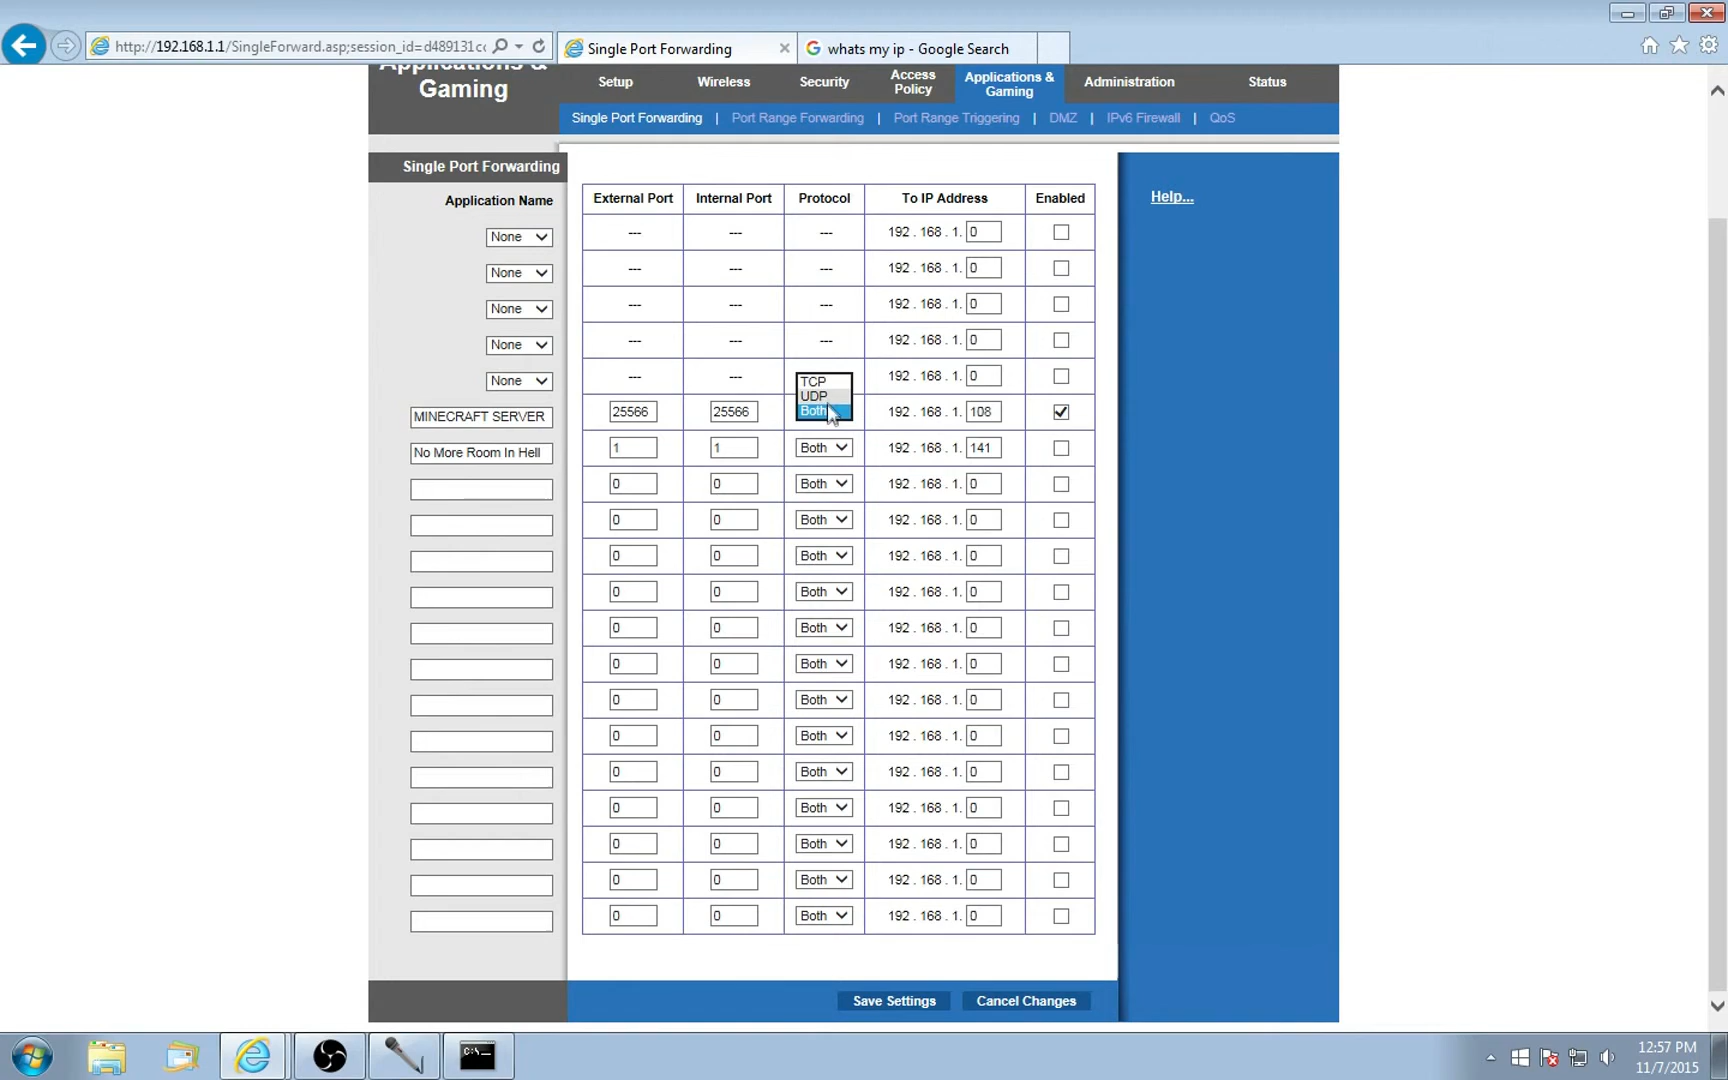 http://192.168.1.1/SingleForward.asp;session_id=d489131cc
Single Port Forwarding
whats my ip - Google Search
Applications &
Gaming
Setup
Wireless
Security
Access
Policy
Applications &
Gaming
Administration
Status
Single Port Forwarding | Port Range Forwarding | Port Range Triggering | DMZ | IPv6 Firewall | QoS
Single Port Forwarding
Help...
Application Name
External Port Internal Port Protocol To IP Address Enabled
None --- --- --- 192 . 168 . 1. 0
None --- --- --- 192 . 168 . 1. 0
None --- --- --- 192 . 168 . 1. 0
None --- --- --- 192 . 168 . 1. 0
None --- --- 192 . 168 . 1. 0
TCP
UDP
MINECRAFT SERVER 25566 25566 Both 192 . 168 . 1. 108
No More Room In Hell 1 1 Both 192 . 168 . 1. 141
0 0 Both 192 . 168 . 1. 0
0 0 Both 192 . 168 . 1. 0
0 0 Both 192 . 168 . 1. 0
0 0 Both 192 . 168 . 1. 0
0 0 Both 192 . 168 . 1. 0
0 0 Both 192 . 168 . 1. 0
0 0 Both 192 . 168 . 1. 0
0 0 Both 192 . 168 . 1. 0
0 0 Both 192 . 168 . 1. 0
0 0 Both 192 . 168 . 1. 0
0 0 Both 192 . 168 . 1. 0
0 0 Both 192 . 168 . 1. 0
0 0 Both 192 . 168 . 1. 0
Save Settings
Cancel Changes
C:\.
12:57 PM
11/7/2015